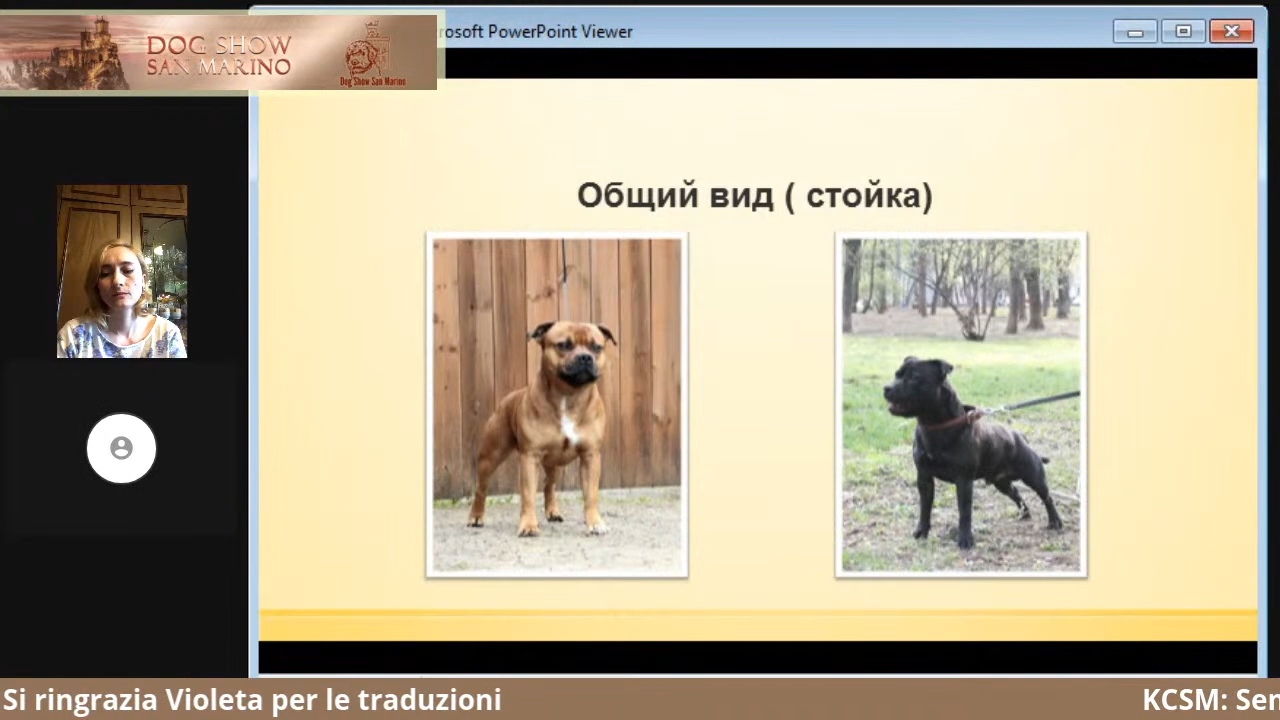 DOG SHOW
SAN MARINO
Dog Show San Marino
rosoft PowerPoint Viewer
Общий вид ( стойка)
Si ringrazia Violeta per le traduzioni
KCSM: Sen